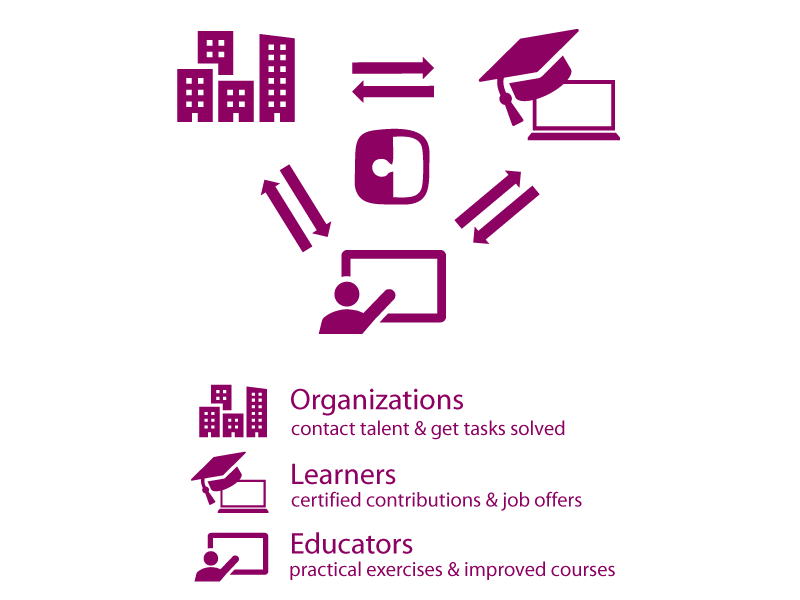 Organizations
contact talent & get tasks solved
Learners
certified contributions & job offers
Educators
practical exercises & improved courses